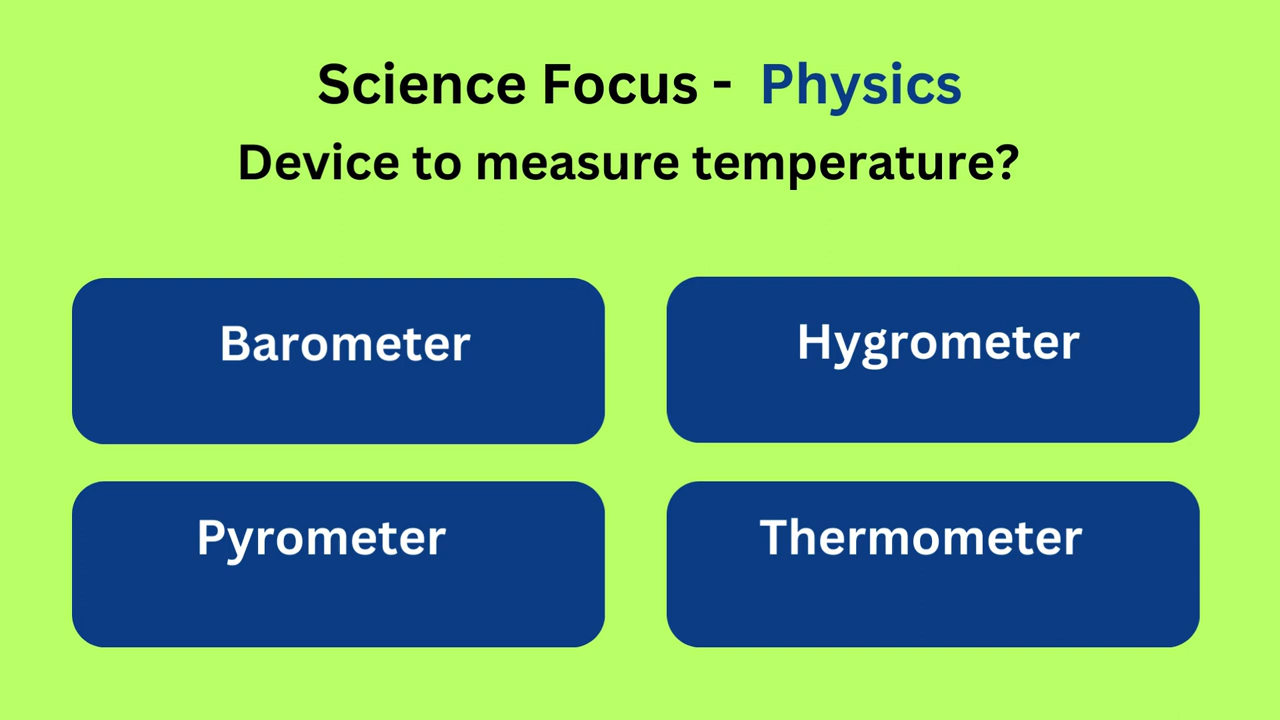 Science Focus - Physics
Device to measure temperature?
Barometer
Hygrometer
Pyrometer
Thermometer